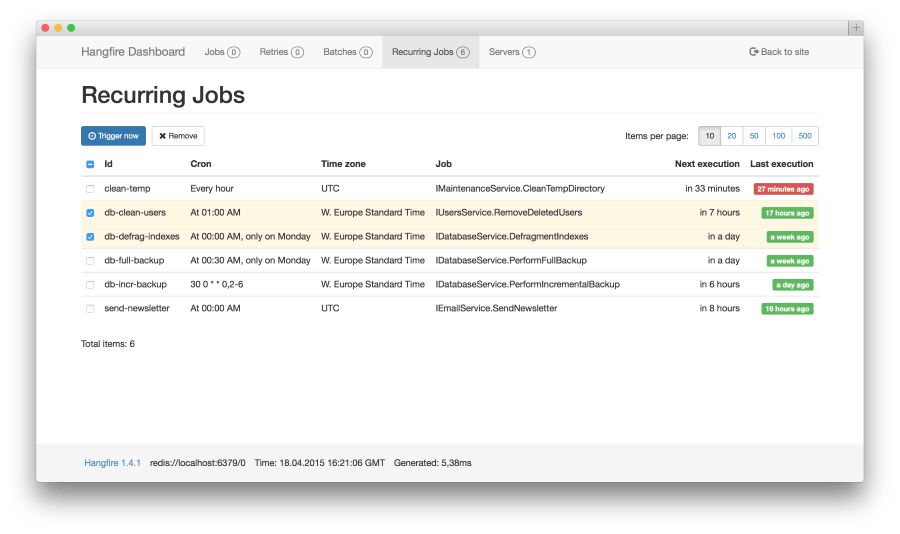 Hangfire Dashboard Jobs 0 Retries 0 Batches 0 Recurring Jobs 6 Servers 1 Back to site
Recurring Jobs
Trigger now Remove Items per page: 10 20 50 100 500
Id Cron Time zone Job Next execution Last execution
clean-temp Every hour UTC IMaintenanceService.CleanTempDirectory in 33 minutes 27 minutes ago
db-clean-users At 01:00 AM W. Europe Standard Time IUsersService.RemoveDeletedUsers in 7 hours 17 hours ago
db-defrag-indexes At 00:00 AM, only on Monday W. Europe Standard Time IDatabaseService.DefragmentIndexes in a day a week ago
db-full-backup At 00:30 AM, only on Monday W. Europe Standard Time IDatabaseService.PerformFullBackup in a day a week ago
db-incr-backup 30 0 * * 0,2-6 W. Europe Standard Time IDatabaseService.PerformIncrementalBackup in 6 hours a day ago
send-newsletter At 00:00 AM UTC IEmailService.SendNewsletter in 8 hours 16 hours ago
Total items: 6
Hangfire 1.4.1 redis://localhost:6379/0 Time: 18.04.2015 16:21:06 GMT Generated: 5,38ms